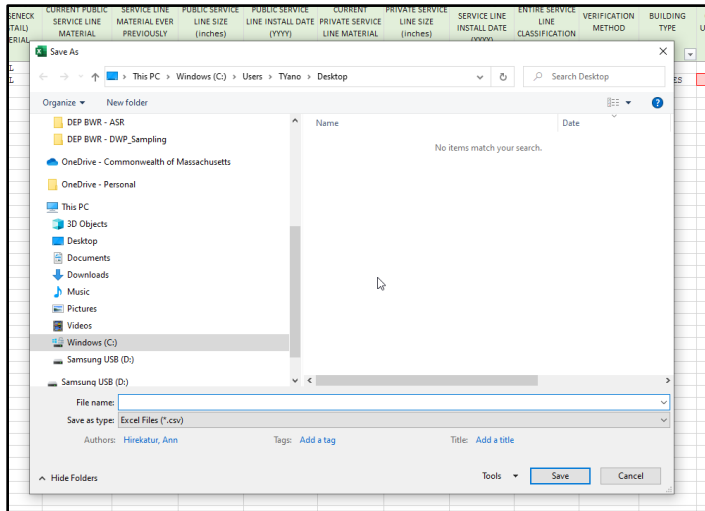 SENECK CURRENT PUBLIC SERVICE LINE PUBLIC SERVICE PUBLIC SERVICE CURRENT PRIVATE SERVICE ENTIRE SERVICE
TAIL) SERVICE LINE MATERIAL EVER LINE SIZE LINE INSTALL DATE PRIVATE SERVICE LINE SIZE SERVICE LINE LINE VERIFICATION BUILDING
ERIAL MATERIAL PREVIOUSLY (inches) (YYYY) LINE MATERIAL (inches) INSTALL DATE CLASSIFICATION METHOD TYPE U
(YYYY)
L
L
ES
Save As
This PC > Windows (C:) > Users > TYano > Desktop
Search Desktop
Organize New folder
Name Date
DEP BWR - ASR
DEP BWR - DWP_Sampling
No items match your search.
OneDrive - Commonwealth of Massachusetts
OneDrive - Personal
This PC
3D Objects
Desktop
Documents
Downloads
Music
Pictures
Videos
Windows (C:)
Samsung USB (D:)
Samsung USB (D:)
File name:
Save as type: Excel Files (*.csv)
Authors: Hirekatur, Ann Tags: Add a tag Title: Add a title
Hide Folders Tools Save Cancel